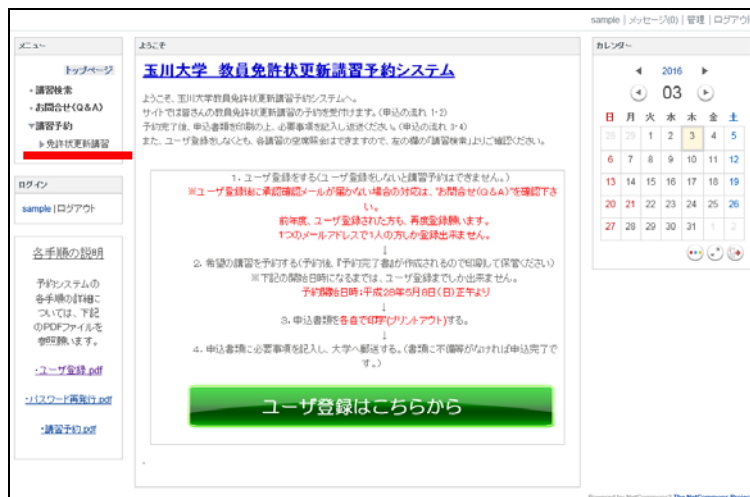 sample | メッセージ(0) | 管理 | ログアウト
メニュー
トップページ
・講習検索
・お問合せ(Q&A)
▼講習予約
▶免許状更新講習
ログイン
sample | ログアウト
各手順の説明
予約システムの
各手順の詳細に
ついては、下記
のPDFファイルを
参照願います。
・ユーザ登録.pdf
・パスワード再発行.pdf
・講習予約.pdf
ようこそ
玉川大学 教員免許状更新講習予約システム
ようこそ、玉川大学教員免許状更新講習予約システムへ。
サイトでは皆さんの教員免許状更新講習の予約を受付けます。(申込の流れ 1-2)
予約完了後、申込書類を印刷の上、必要事項を記入し返送ください。(申込の流れ 3-4)
また、ユーザ登録をしなくとも、各講習の空席照会はできますので、左の欄の「講習検索」よりご確認ください。
1. ユーザ登録をする(ユーザ登録をしないと講習予約はできません。)
※ユーザ登録後に承認確認メールが届かない場合の対応は、"お問合せ(Q&A)"を確認下さ
い。
前年度、ユーザ登録された方も、再度登録願います。
1つのメールアドレスで1人の方しか登録出来ません。
↓
2. 希望の講習を予約する(予約後、『予約完了書』が作成されるので印刷して保管ください)
※下記の開始日時になるまでは、ユーザ登録までしか出来ません。
予約開始日時:平成28年5月8日(日)正午より
↓
3. 申込書類を各自で印字(プリントアウト)する。
↓
4. 申込書類に必要事項を記入し、大学へ郵送する。(書類に不備等がなければ申込完了で
す。)
ユーザ登録はこちらから
カレンダー
2016
03
日 月 火 水 木 金 土
28 29 1 2 3 4 5
6 7 8 9 10 11 12
13 14 15 16 17 18 19
20 21 22 23 24 25 26
27 28 29 30 31 1 2